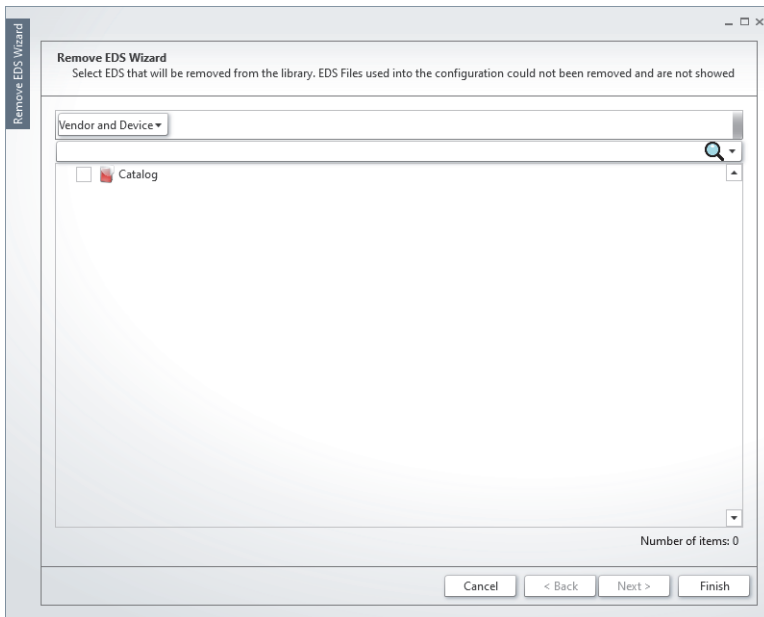 Remove EDS Wizard
Remove EDS Wizard
Select EDS that will be removed from the library. EDS Files used into the configuration could not been removed and are not showed
Vendor and Device
Catalog
Number of items: 0
Cancel
< Back
Next >
Finish